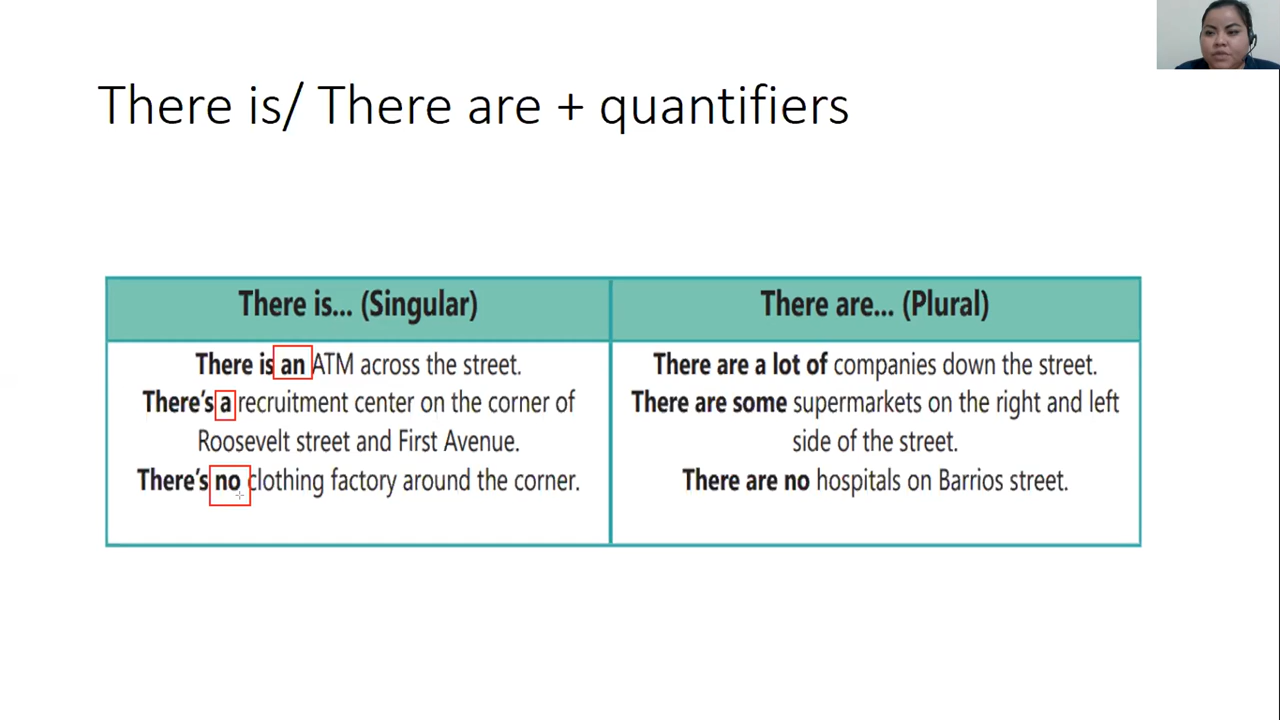 There is/ There are + quantifiers
There is... (Singular)
There are... (Plural)
There is an ATM across the street.
There's a recruitment center on the corner of
Roosevelt street and First Avenue.
There's no clothing factory around the corner.
There are a lot of companies down the street.
There are some supermarkets on the right and left
side of the street.
There are no hospitals on Barrios street.